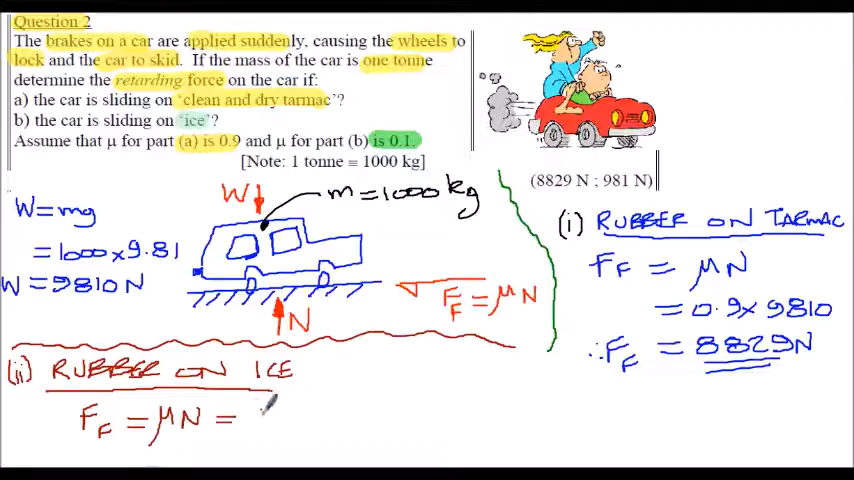 Question 2
The brakes on a car are applied suddenly, causing the wheels to
lock and the car to skid. If the mass of the car is one tonne
determine the retarding force on the car if:
a) the car is sliding on 'clean and dry tarmac'?
b) the car is sliding on 'ice'?
Assume that μ for part (a) is 0.9 and μ for part (b) is 0.1.
[Note: 1 tonne ≡ 1000 kg]
(8829 N ; 981 N)
W = mg
= 1000 x 9.81
W = 9810 N
W
m = 1000 kg
F_F = μN
N
(i) RUBBER ON TARMAC
F_F = μN
= 0.9 x 9810
∴ F_F = 8829N
(ii) RUBBER ON ICE
F_F = μN =